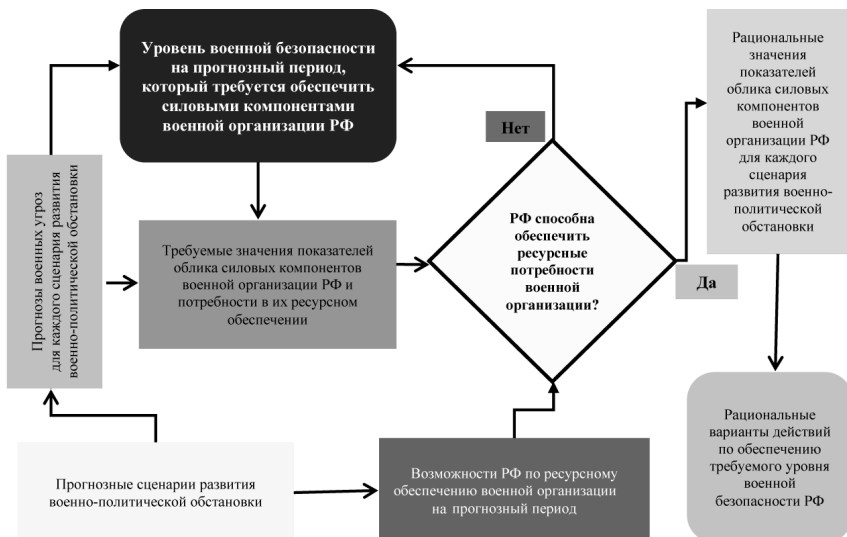 Уровень военной безопасности
на прогнозный период,
который требуется обеспечить
силовыми компонентами
военной организации РФ
Нет
Рациональные
значения
показателей
облика силовых
компонентов
военной
организации РФ
для каждого
сценария
развития военно-
политической
обстановки
Прогнозы военных угроз
для каждого сценария развития
военно-политической обстановки
Требуемые значения показателей
облика силовых компонентов
военной организации РФ и
потребности в их ресурсном
обеспечении
РФ способна
обеспечить
ресурсные
потребности
военной
организации?
Да
Прогнозные сценарии развития
военно-политической обстановки
Возможности РФ по ресурсному
обеспечению военной организации
на прогнозный период
Рациональные
варианты действий
по обеспечению
требуемого уровня
военной
безопасности РФ